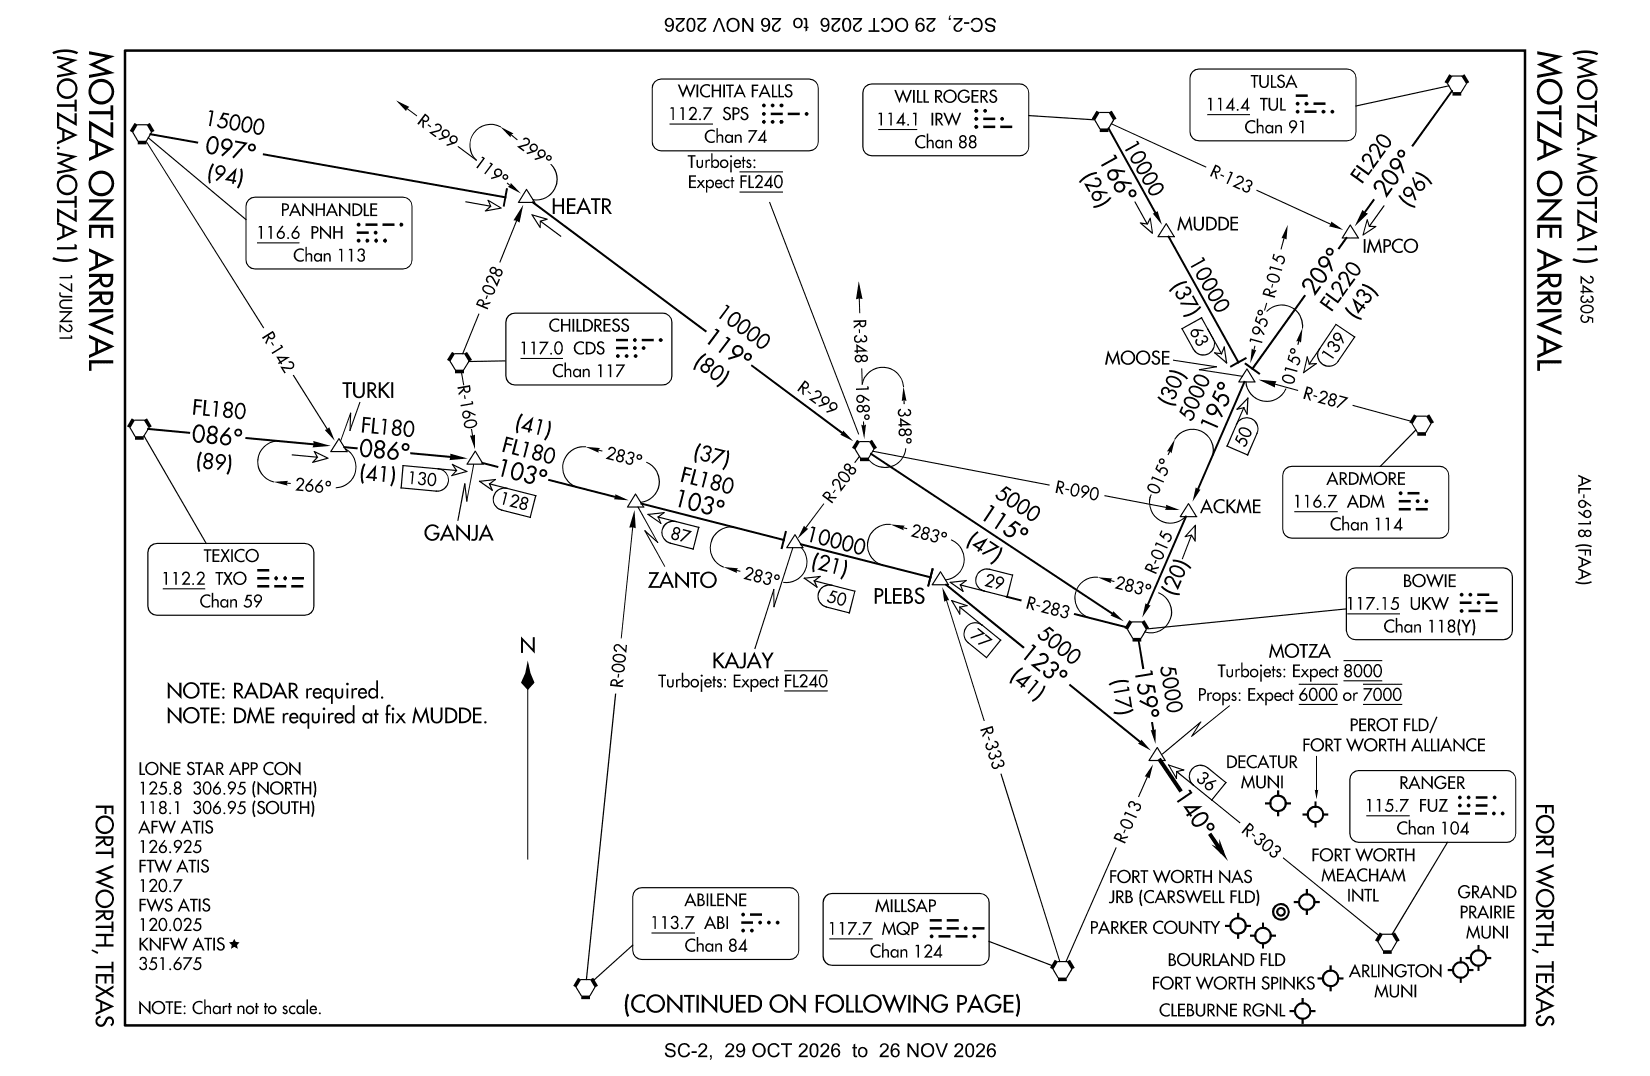 SC-2, 29 OCT 2026 to 26 NOV 2026
(MOTZA.MOTZA1) 17JUN21
MOTZA ONE ARRIVAL
FORT WORTH, TEXAS
(MOTZA.MOTZA1) 24305
MOTZA ONE ARRIVAL
AL-6918 (FAA)
FORT WORTH, TEXAS
15000
097°
(94)
PANHANDLE
116.6 PNH
Chan 113
R-299
119°
299°
HEATR
WICHITA FALLS
112.7 SPS
Chan 74
Turbojets:
Expect FL240
WILL ROGERS
114.1 IRW
Chan 88
TULSA
114.4 TUL
Chan 91
10000
166°
(26)
R-123
FL220
209°
(96)
MUDDE
IMPCO
10000
(37)
63
R-015
195°
015°
209°
FL220
(43)
139
MOOSE
R-287
R-028
R-142
CHILDRESS
117.0 CDS
Chan 117
10000
119°
(80)
R-299
R-348
168°
348°
(30)
5000
195°
50
ARDMORE
116.7 ADM
Chan 114
TURKI
R-160
FL180
086°
(89)
266°
FL180
086°
(41)
130
GANJA
(41)
FL180
103°
128
283°
(37)
FL180
103°
87
ZANTO
R-208
R-090
015°
ACKME
R-015
(20)
5000
115°
(47)
TEXICO
112.2 TXO
Chan 59
283°
10000
(21)
50
283°
PLEBS
29
R-283
283°
BOWIE
117.15 UKW
Chan 118(Y)
KAJAY
Turbojets: Expect FL240
77
5000
123°
(41)
5000
159°
(17)
MOTZA
Turbojets: Expect 8000
Props: Expect 6000 or 7000
N
R-002
R-333
R-013
NOTE: RADAR required.
NOTE: DME required at fix MUDDE.
PEROT FLD/
FORT WORTH ALLIANCE
DECATUR
MUNI
36
140°
R-303
RANGER
115.7 FUZ
Chan 104
LONE STAR APP CON
125.8 306.95 (NORTH)
118.1 306.95 (SOUTH)
AFW ATIS
126.925
FTW ATIS
120.7
FWS ATIS
120.025
KNFW ATIS ★
351.675
FORT WORTH
MEACHAM
INTL
FORT WORTH NAS
JRB (CARSWELL FLD)
PARKER COUNTY
GRAND
PRAIRIE
MUNI
BOURLAND FLD
FORT WORTH SPINKS
ARLINGTON
MUNI
CLEBURNE RGNL
ABILENE
113.7 ABI
Chan 84
MILLSAP
117.7 MQP
Chan 124
NOTE: Chart not to scale.
(CONTINUED ON FOLLOWING PAGE)
SC-2, 29 OCT 2026 to 26 NOV 2026